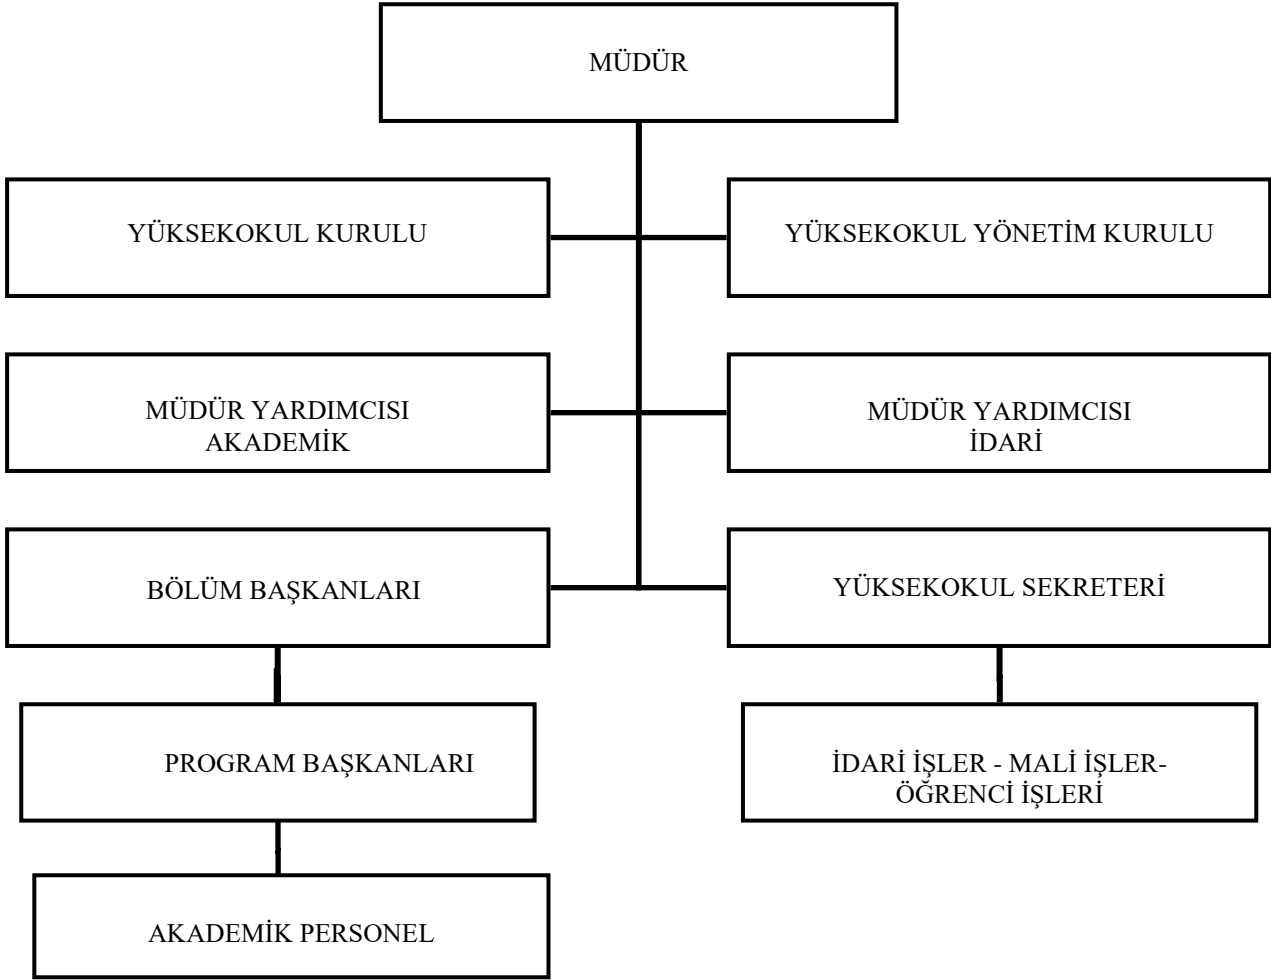 MÜDÜR
YÜKSEKOKUL KURULU
YÜKSEKOKUL YÖNETİM KURULU
MÜDÜR YARDIMCISI
AKADEMİK
MÜDÜR YARDIMCISI
İDARİ
BÖLÜM BAŞKANLARI
YÜKSEKOKUL SEKRETERİ
PROGRAM BAŞKANLARI
İDARİ İŞLER - MALİ İŞLER-
ÖĞRENCİ İŞLERİ
AKADEMİK PERSONEL